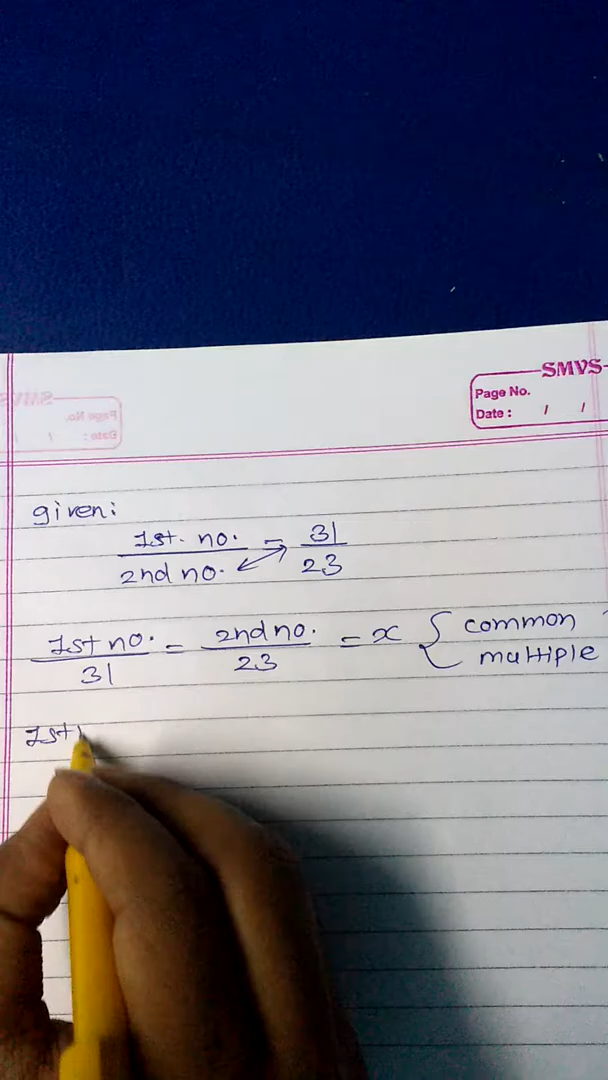 SMVS
Page No.
Date : / /
given:
1st. no. = 31
2nd no. 23
1st no. = 2nd no. = x { common
31 23 multiple
1st